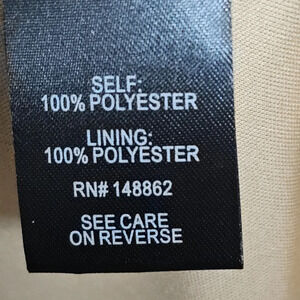 SELF:
100% POLYESTER
LINING:
100% POLYESTER
RN# 148862
SEE CARE
ON REVERSE